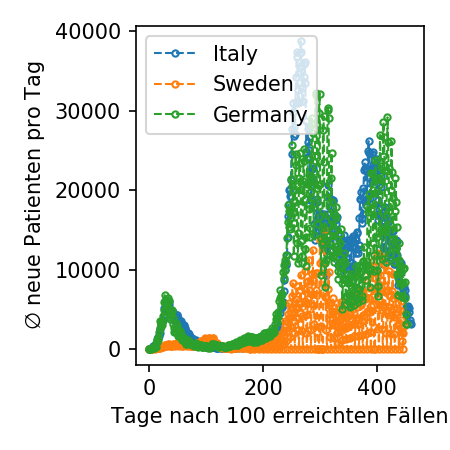 Italy
Sweden
Germany
∅ neue Patienten pro Tag
40000
30000
20000
10000
0
0 200 400
Tage nach 100 erreichten Fällen